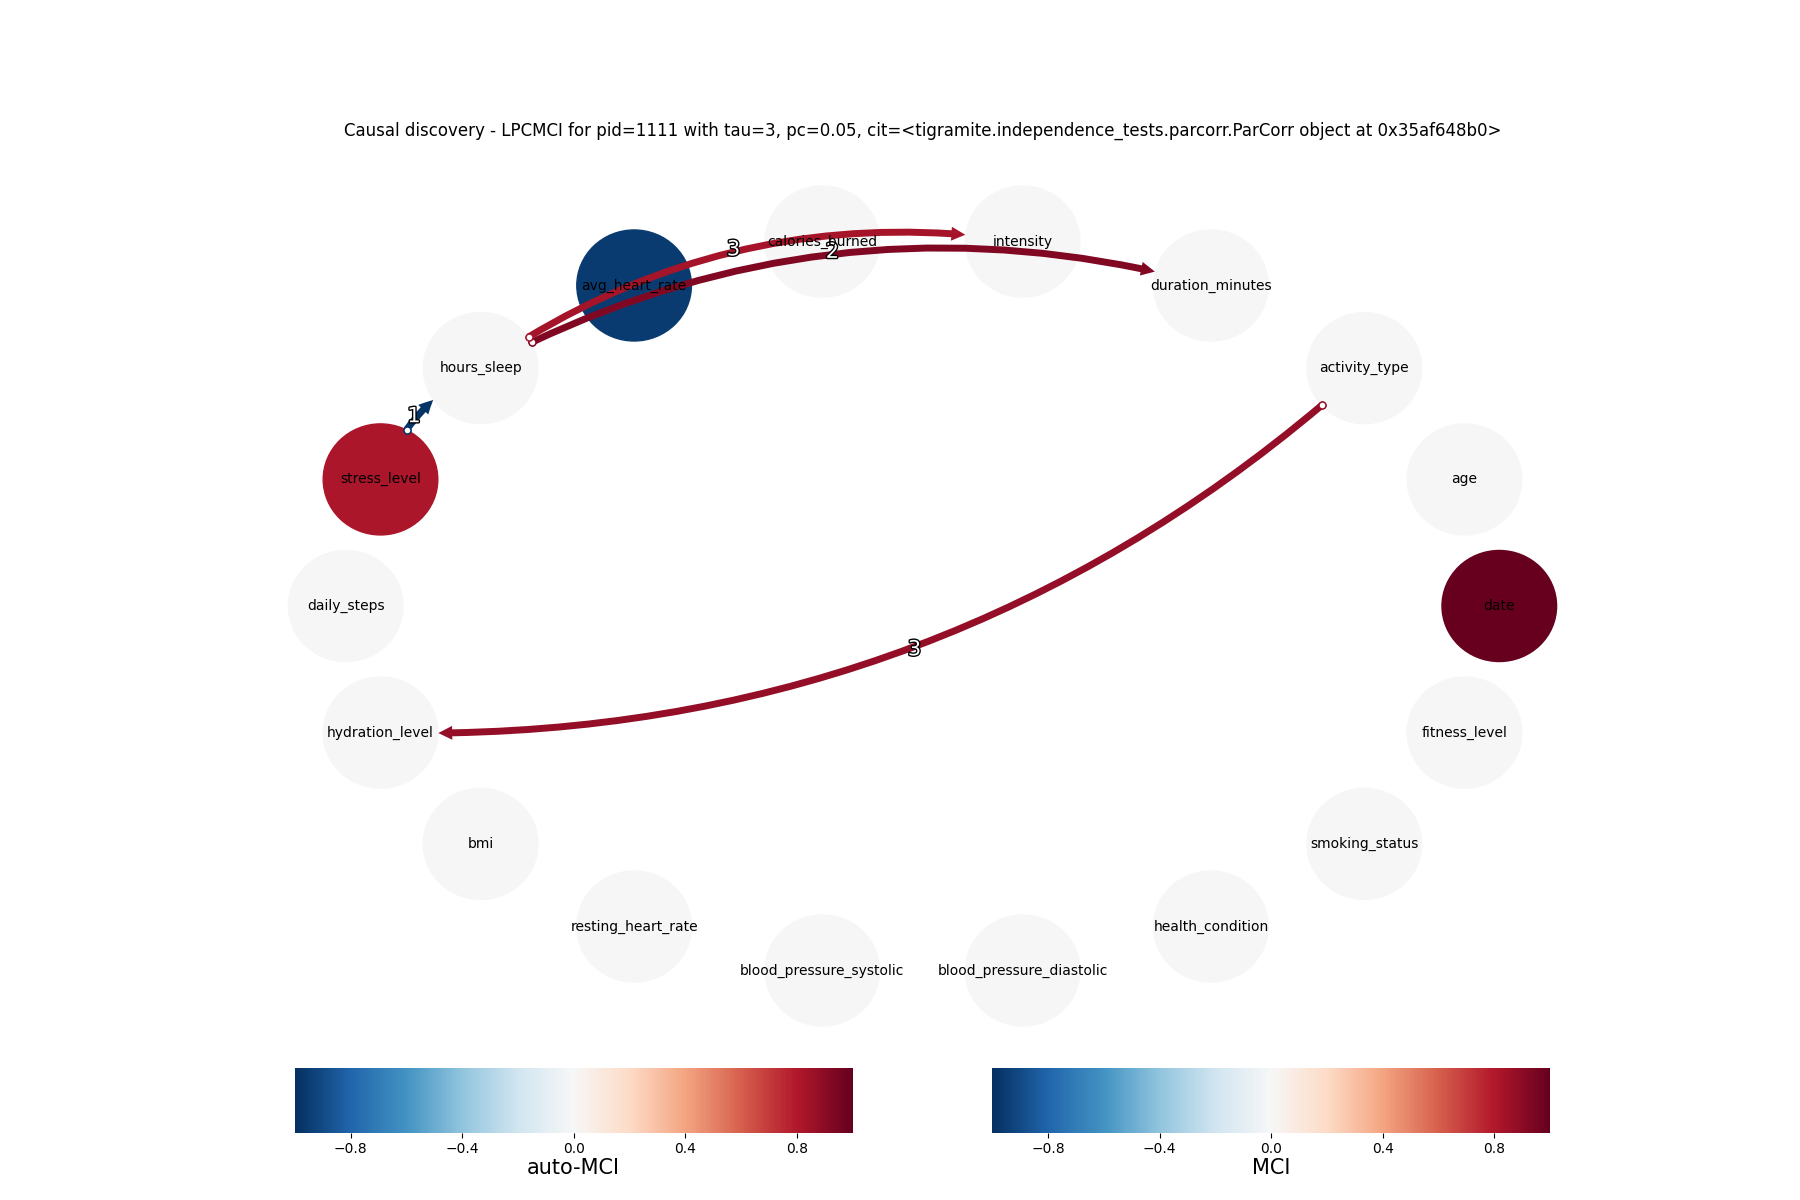 Causal discovery - LPCMCI for pid=1111 with tau=3, pc=0.05, cit=<tigramite.independence_tests.parcorr.ParCorr object at 0x35af648b0>
calories_burned
intensity
3
2
avg_heart_rate
duration_minutes
hours_sleep
activity_type
1
stress_level
age
daily_steps
date
3
hydration_level
fitness_level
bmi
smoking_status
resting_heart_rate
health_condition
blood_pressure_systolic
blood_pressure_diastolic
−0.8 −0.4 0.0 0.4 0.8
auto-MCI
−0.8 −0.4 0.0 0.4 0.8
MCI